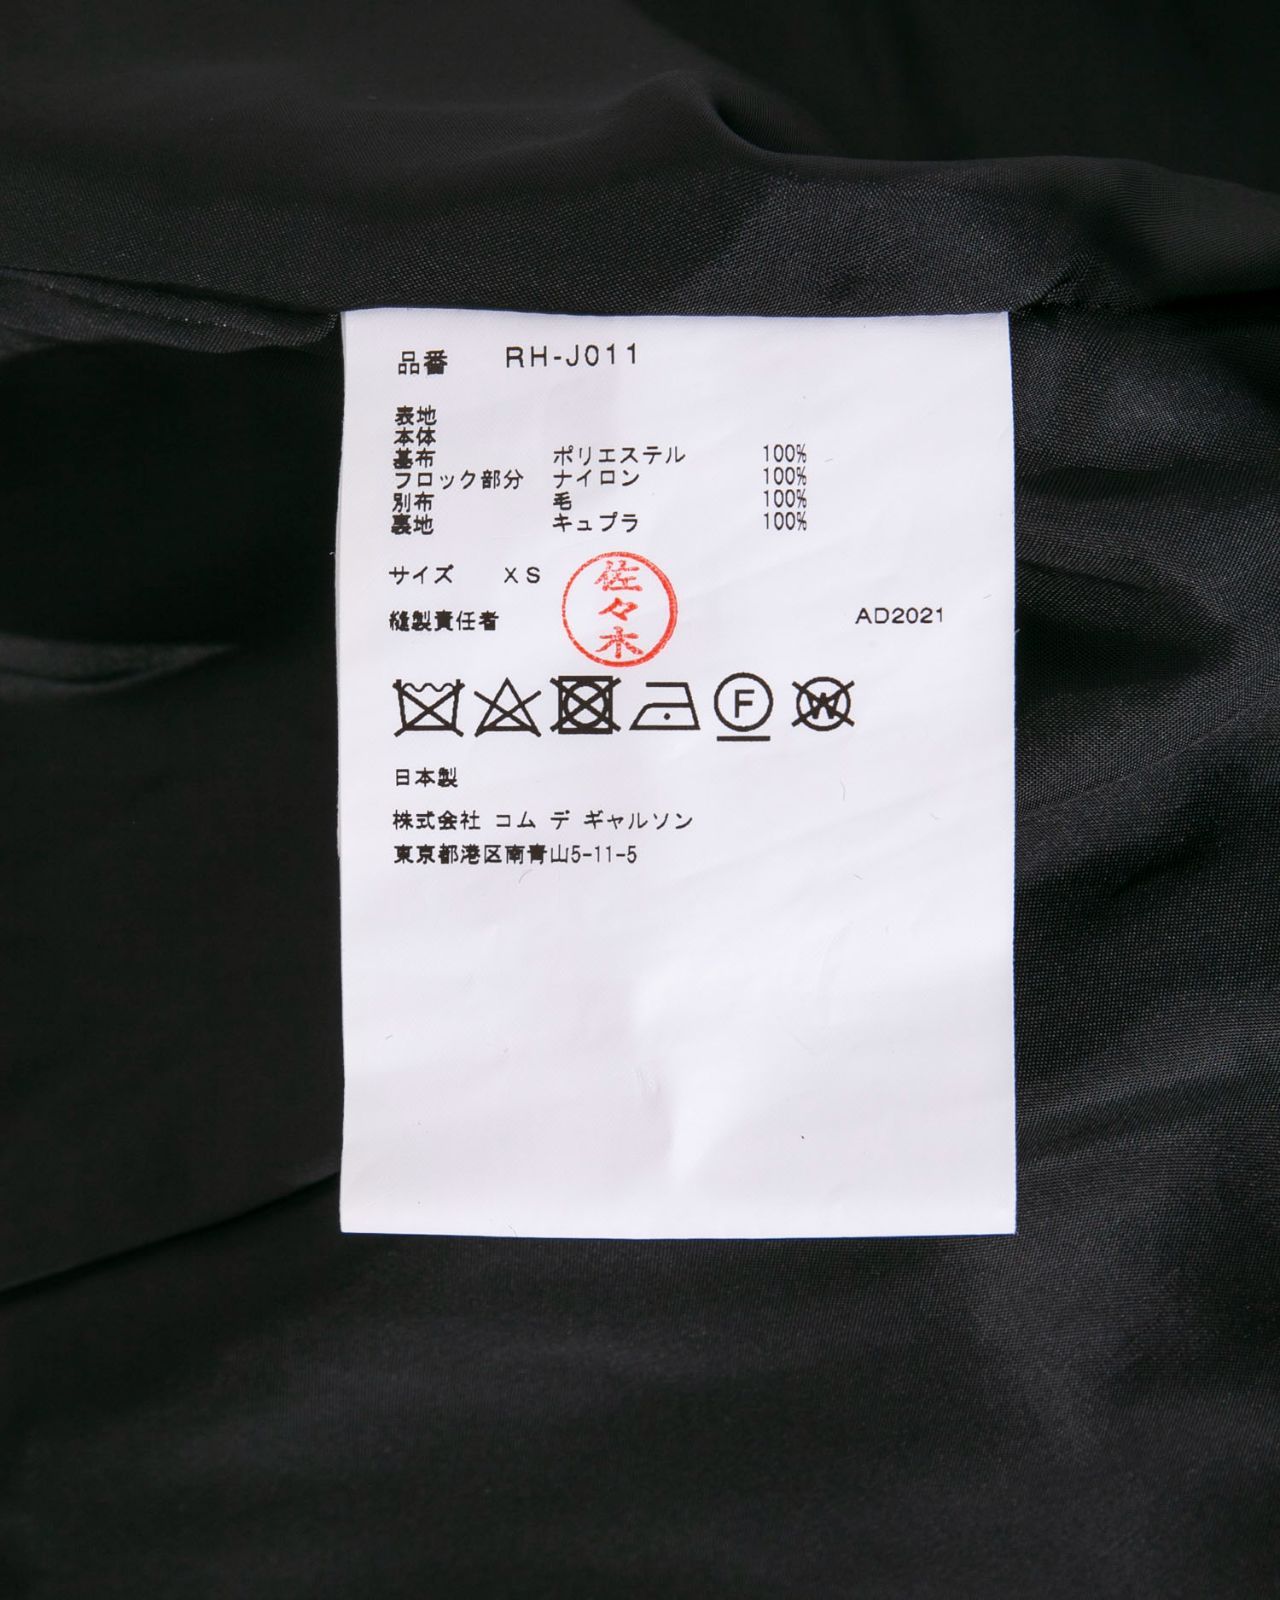 品番 RH-J011
表地
本体
基布 ポリエステル 100%
フロック部分 ナイロン 100%
別布 毛 100%
裏地 キュプラ 100%
サイズ XS
縫製責任者 佐々木 AD2021
F W
日本製
株式会社 コム デ ギャルソン
東京都港区南青山5-11-5